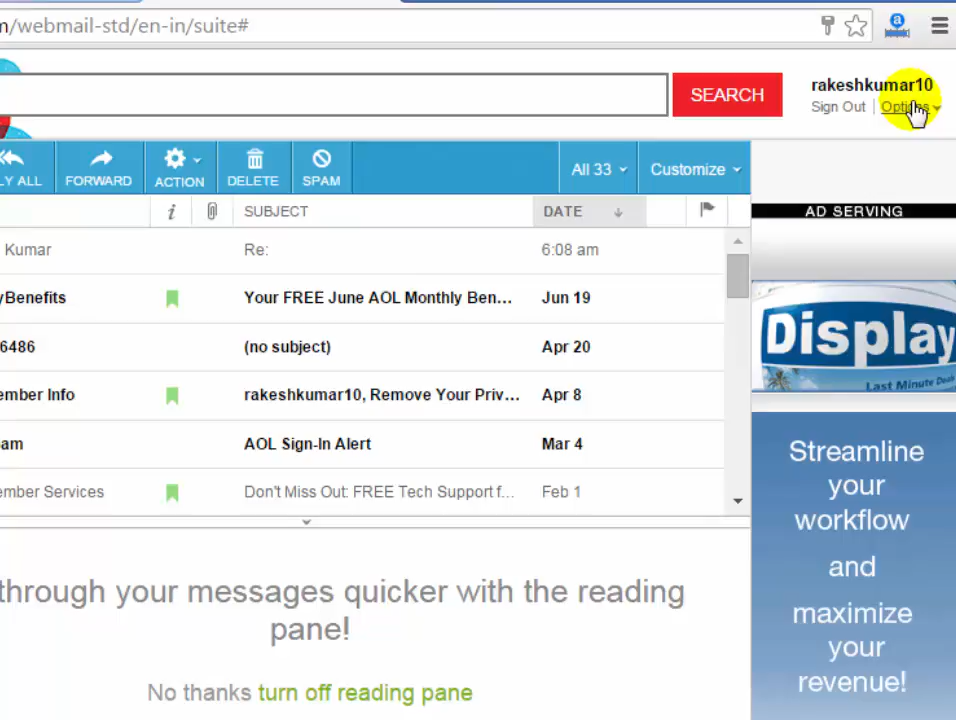 /webmail-std/en-in/suite#
SEARCH
rakeshkumar10
Sign Out | Options
LY ALL
FORWARD
ACTION
DELETE
SPAM
All 33
Customize
SUBJECT
DATE
AD SERVING
Kumar Re: 6:08 am
yBenefits Your FREE June AOL Monthly Ben... Jun 19
6486 (no subject) Apr 20
ember Info rakeshkumar10, Remove Your Priv... Apr 8
am AOL Sign-In Alert Mar 4
ember Services Don't Miss Out: FREE Tech Support f... Feb 1
Display
Last Minute
Streamline
your
workflow
and
maximize
your
revenue!
through your messages quicker with the reading
pane!
No thanks turn off reading pane